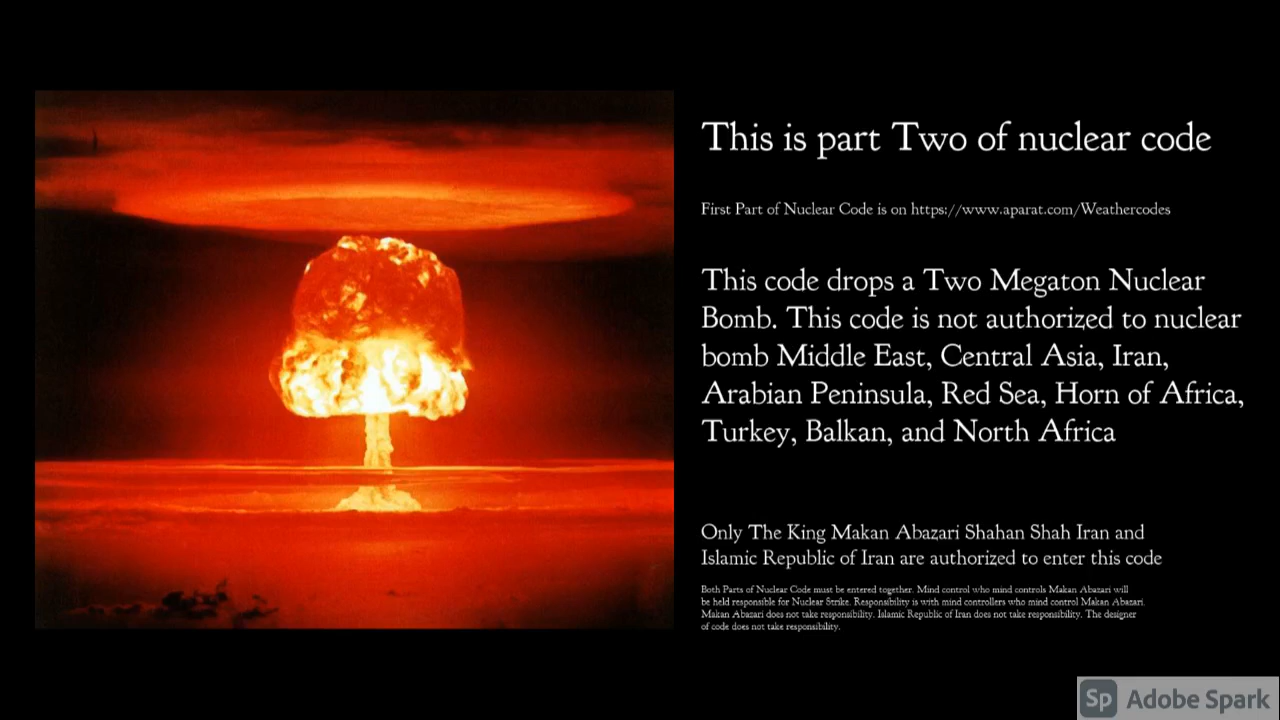 This is part Two of nuclear code
First Part of Nuclear Code is on https://www.aparat.com/Weathercodes
This code drops a Two Megaton Nuclear
Bomb. This code is not authorized to nuclear
bomb Middle East, Central Asia, Iran,
Arabian Peninsula, Red Sea, Horn of Africa,
Turkey, Balkan, and North Africa
Only The King Makan Abazari Shahan Shah Iran and
Islamic Republic of Iran are authorized to enter this code
Both Parts of Nuclear Code must be entered together. Mind control who mind controls Makan Abazari will
be held responsible for Nuclear Strike. Responsibility is with mind controllers who mind control Makan Abazari.
Makan Abazari does not take responsibility. Islamic Republic of Iran does not take responsibility. The designer
of code does not take responsibility.
Sp Adobe Spark